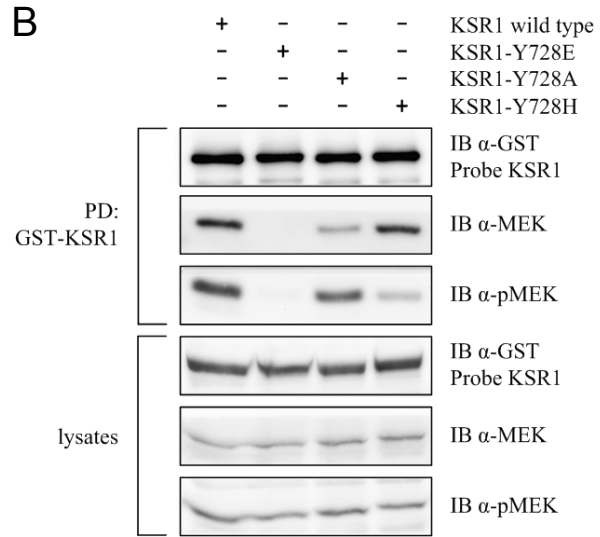 B
+ − − − KSR1 wild type
− + − − KSR1-Y728E
− − + − KSR1-Y728A
− − − + KSR1-Y728H
IB α-GST
Probe KSR1
PD:
GST-KSR1
IB α-MEK
IB α-pMEK
IB α-GST
Probe KSR1
lysates
IB α-MEK
IB α-pMEK